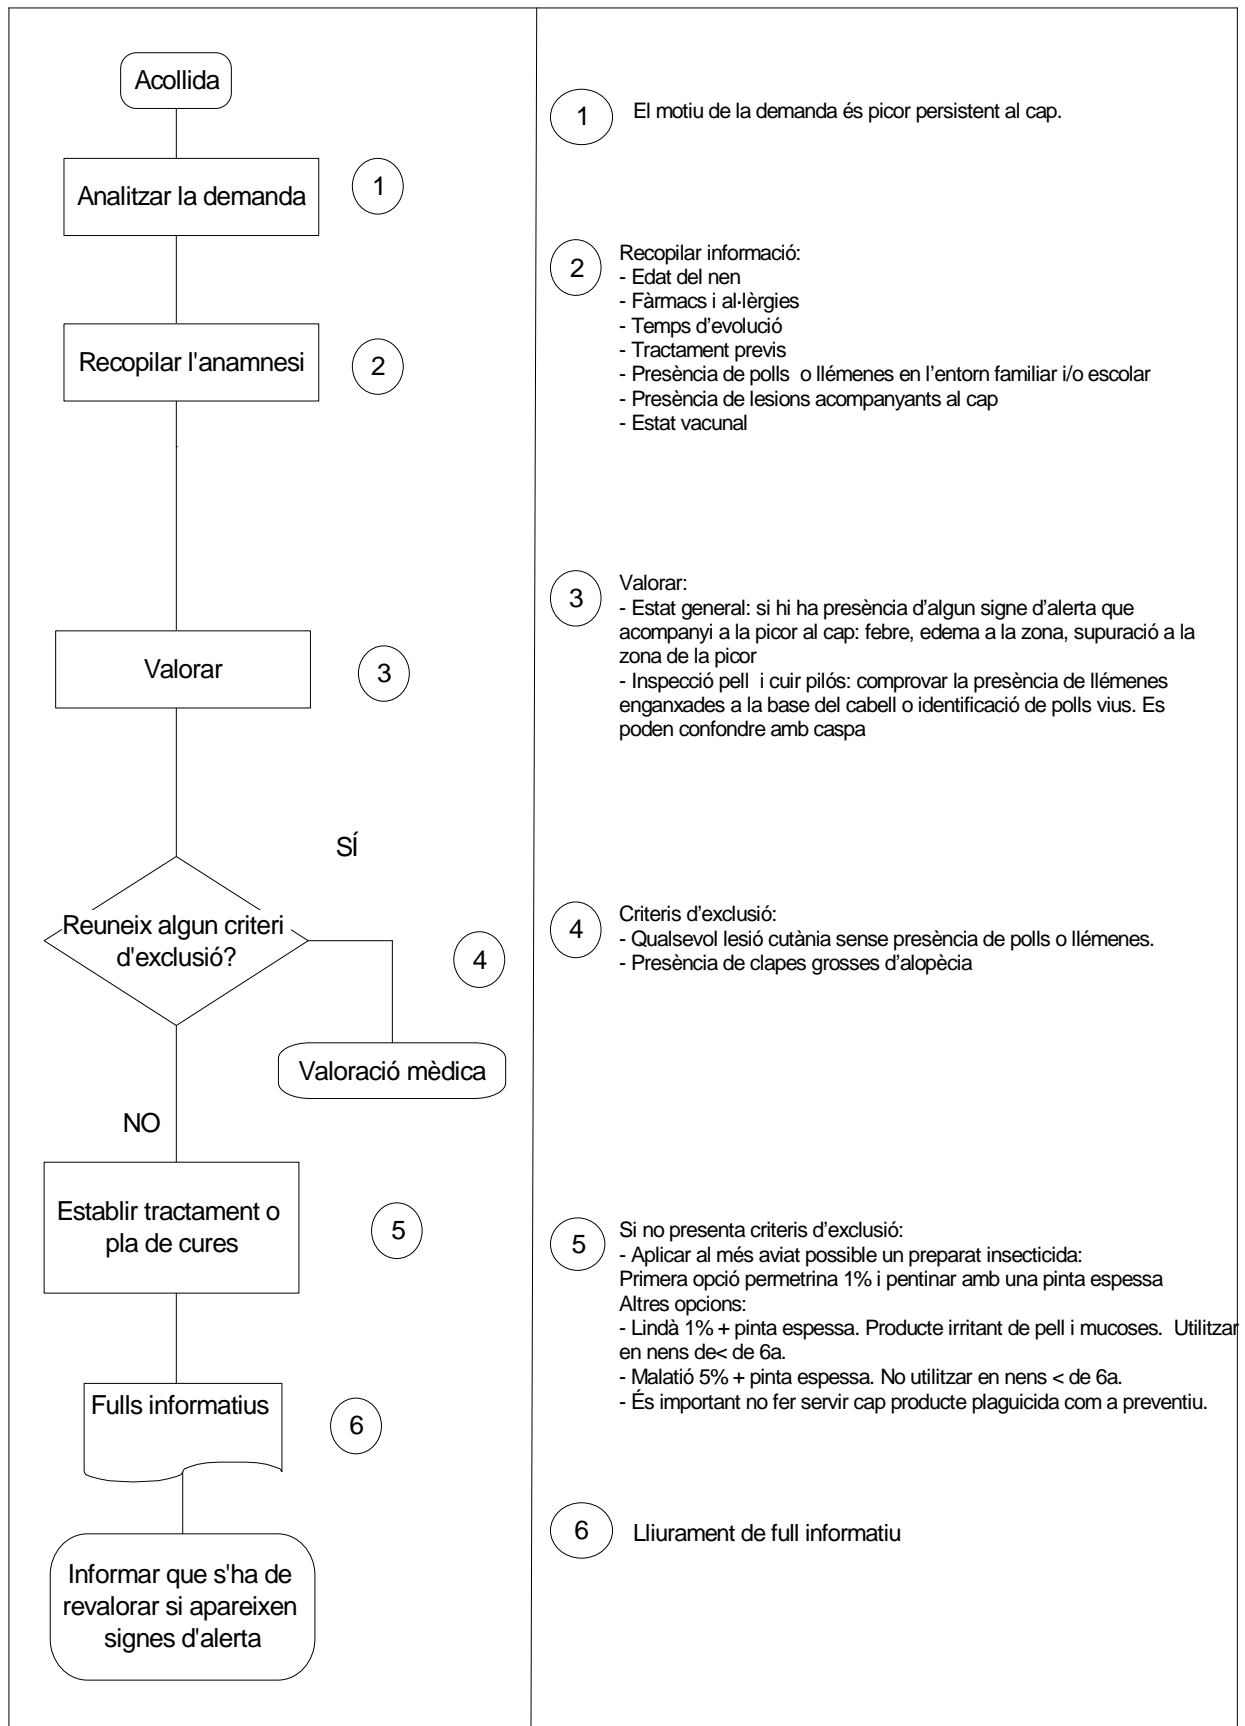 Acollida
Analitzar la demanda
1
Recopilar l'anamnesi
2
Valorar
3
SÍ
Reuneix algun criteri
d'exclusió?
4
Valoració mèdica
NO
Establir tractament o
pla de cures
5
Fulls informatius
6
Informar que s'ha de
revalorar si apareixen
signes d'alerta
1
El motiu de la demanda és picor persistent al cap.
2
Recopilar informació:
- Edat del nen
- Fàrmacs i al·lèrgies
- Temps d'evolució
- Tractament previs
- Presència de polls  o llémenes en l'entorn familiar i/o escolar
- Presència de lesions acompanyants al cap
- Estat vacunal
3
Valorar:
- Estat general: si hi ha presència d'algun signe d'alerta que
acompanyi a la picor al cap: febre, edema a la zona, supuració a la
zona de la picor
- Inspecció pell  i cuir pilós: comprovar la presència de llémenes
enganxades a la base del cabell o identificació de polls vius. Es
poden confondre amb caspa
4
Criteris d'exclusió:
- Qualsevol lesió cutània sense presència de polls o llémenes.
- Presència de clapes grosses d'alopècia
5
Si no presenta criteris d'exclusió:
- Aplicar al més aviat possible un preparat insecticida:
Primera opció permetrina 1% i pentinar amb una pinta espessa
Altres opcions:
- Lindà 1% + pinta espessa. Producte irritant de pell i mucoses.  Utilitzar
en nens de< de 6a.
- Malatió 5% + pinta espessa. No utilitzar en nens < de 6a.
- És important no fer servir cap producte plaguicida com a preventiu.
6
Lliurament de full informatiu